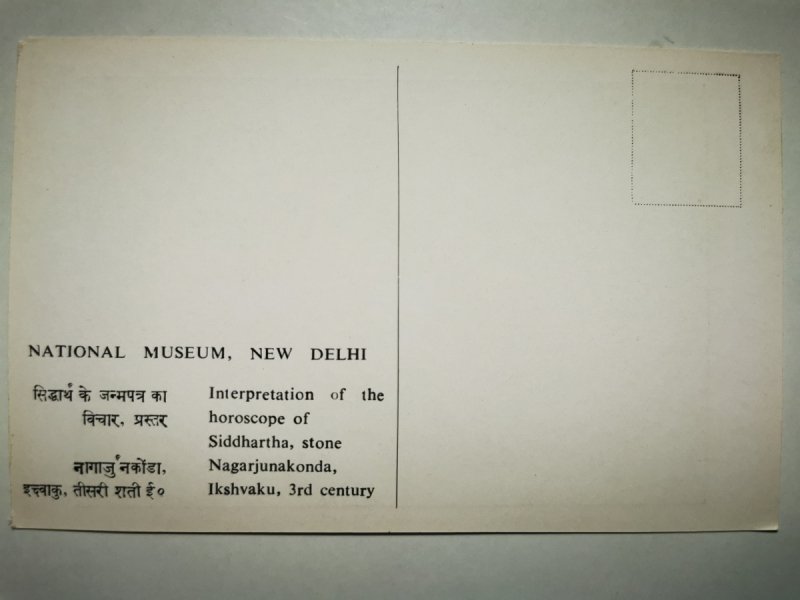 NATIONAL MUSEUM, NEW DELHI
सिद्धार्थ के जन्मपत्र का
विचार, प्रस्तर
नागार्जुनकोंडा,
इक्ष्वाकु, तीसरी शती ई०
Interpretation of the
horoscope of
Siddhartha, stone
Nagarjunakonda,
Ikshvaku, 3rd century